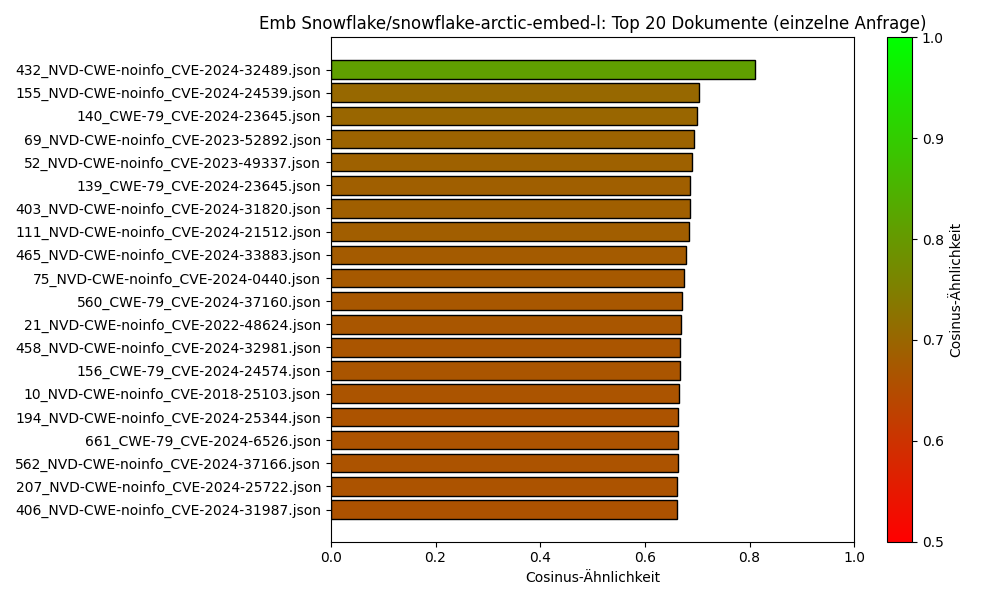 Emb Snowflake/snowflake-arctic-embed-l: Top 20 Dokumente (einzelne Anfrage)
432_NVD-CWE-noinfo_CVE-2024-32489.json
155_NVD-CWE-noinfo_CVE-2024-24539.json
140_CWE-79_CVE-2024-23645.json
69_NVD-CWE-noinfo_CVE-2023-52892.json
52_NVD-CWE-noinfo_CVE-2023-49337.json
139_CWE-79_CVE-2024-23645.json
403_NVD-CWE-noinfo_CVE-2024-31820.json
111_NVD-CWE-noinfo_CVE-2024-21512.json
465_NVD-CWE-noinfo_CVE-2024-33883.json
75_NVD-CWE-noinfo_CVE-2024-0440.json
560_CWE-79_CVE-2024-37160.json
21_NVD-CWE-noinfo_CVE-2022-48624.json
458_NVD-CWE-noinfo_CVE-2024-32981.json
156_CWE-79_CVE-2024-24574.json
10_NVD-CWE-noinfo_CVE-2018-25103.json
194_NVD-CWE-noinfo_CVE-2024-25344.json
661_CWE-79_CVE-2024-6526.json
562_NVD-CWE-noinfo_CVE-2024-37166.json
207_NVD-CWE-noinfo_CVE-2024-25722.json
406_NVD-CWE-noinfo_CVE-2024-31987.json
0.0 0.2 0.4 0.6 0.8 1.0
Cosinus-Ähnlichkeit
1.0
0.9
0.8
0.7
0.6
0.5
Cosinus-Ähnlichkeit